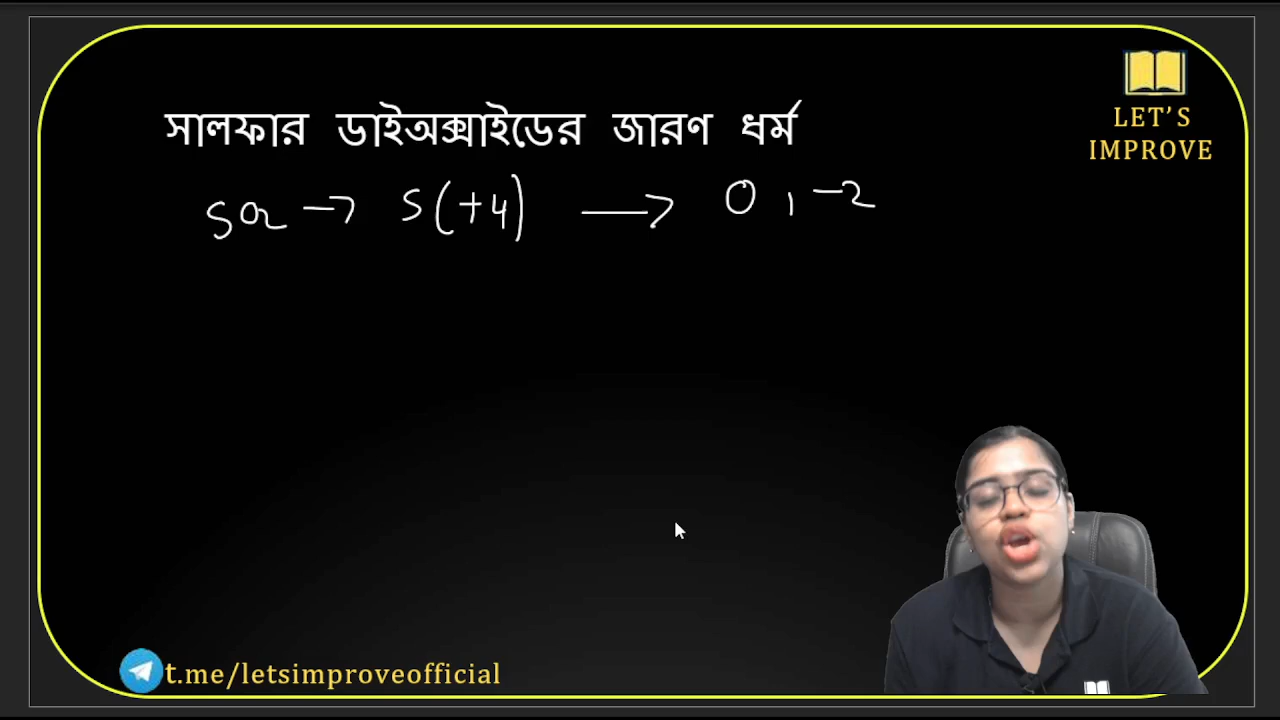 সালফার ডাইঅক্সাইডের জারণ ধর্ম
LET'S
IMPROVE
SO2 → S(+4) → 0, -2
t.me/letsimproveofficial